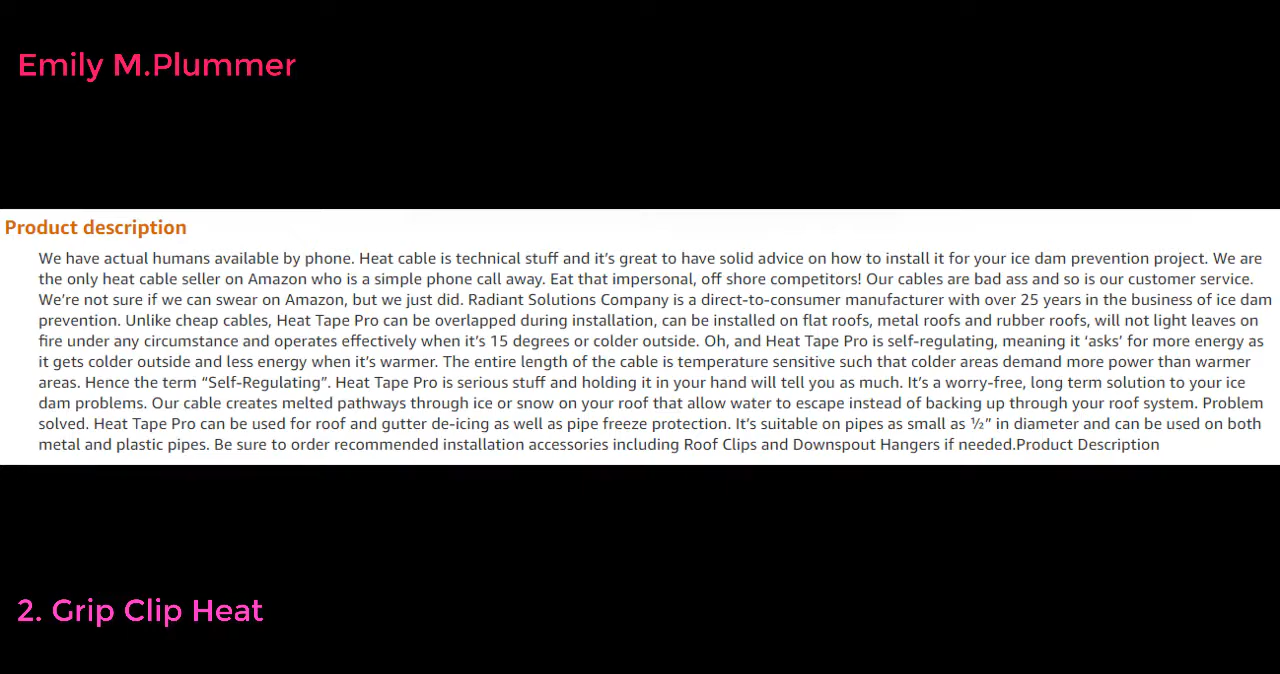 Emily M.Plummer
Product description
We have actual humans available by phone. Heat cable is technical stuff and it’s great to have solid advice on how to install it for your ice dam prevention project. We are
the only heat cable seller on Amazon who is a simple phone call away. Eat that impersonal, off shore competitors! Our cables are bad ass and so is our customer service.
We’re not sure if we can swear on Amazon, but we just did. Radiant Solutions Company is a direct-to-consumer manufacturer with over 25 years in the business of ice dam
prevention. Unlike cheap cables, Heat Tape Pro can be overlapped during installation, can be installed on flat roofs, metal roofs and rubber roofs, will not light leaves on
fire under any circumstance and operates effectively when it’s 15 degrees or colder outside. Oh, and Heat Tape Pro is self-regulating, meaning it ‘asks’ for more energy as
it gets colder outside and less energy when it’s warmer. The entire length of the cable is temperature sensitive such that colder areas demand more power than warmer
areas. Hence the term “Self-Regulating”. Heat Tape Pro is serious stuff and holding it in your hand will tell you as much. It’s a worry-free, long term solution to your ice
dam problems. Our cable creates melted pathways through ice or snow on your roof that allow water to escape instead of backing up through your roof system. Problem
solved. Heat Tape Pro can be used for roof and gutter de-icing as well as pipe freeze protection. It’s suitable on pipes as small as ½” in diameter and can be used on both
metal and plastic pipes. Be sure to order recommended installation accessories including Roof Clips and Downspout Hangers if needed.Product Description
2. Grip Clip Heat